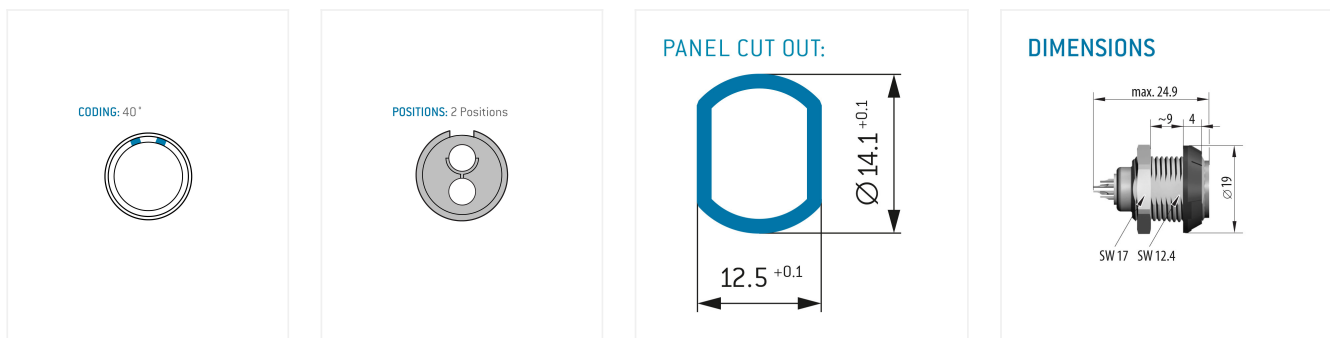 CODING: 40°
POSITIONS: 2 Positions
PANEL CUT OUT:
Ø 14.1 +0.1
12.5 +0.1
DIMENSIONS
max. 24.9
~9
4
Ø 19
SW 17
SW 12.4